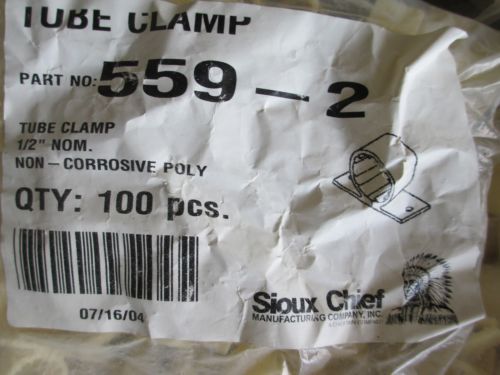 TUBE CLAMP
PART NO: 559-2
TUBE CLAMP
1/2" NOM.
NON-CORROSIVE POLY
QTY: 100 pcs.
07/16/04
Sioux Chief
MANUFACTURING COMPANY, INC.